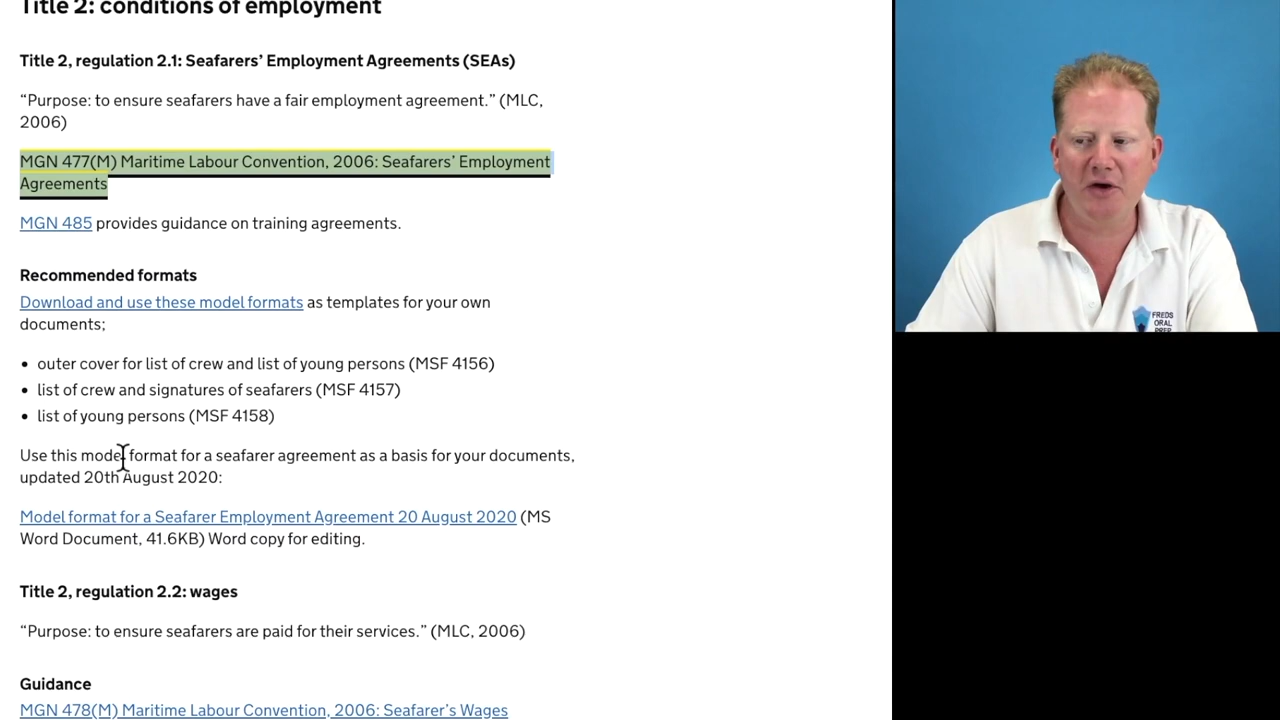 Title 2: conditions of employment
Title 2, regulation 2.1: Seafarers’ Employment Agreements (SEAs)
“Purpose: to ensure seafarers have a fair employment agreement.” (MLC,
2006)
MGN 477(M) Maritime Labour Convention, 2006: Seafarers’ Employment
Agreements
MGN 485 provides guidance on training agreements.
Recommended formats
Download and use these model formats as templates for your own
documents;
• outer cover for list of crew and list of young persons (MSF 4156)
• list of crew and signatures of seafarers (MSF 4157)
• list of young persons (MSF 4158)
Use this model format for a seafarer agreement as a basis for your documents,
updated 20th August 2020:
Model format for a Seafarer Employment Agreement 20 August 2020 (MS
Word Document, 41.6KB) Word copy for editing.
Title 2, regulation 2.2: wages
“Purpose: to ensure seafarers are paid for their services.” (MLC, 2006)
Guidance
MGN 478(M) Maritime Labour Convention, 2006: Seafarer’s Wages
FREDS
ORAL
PREP